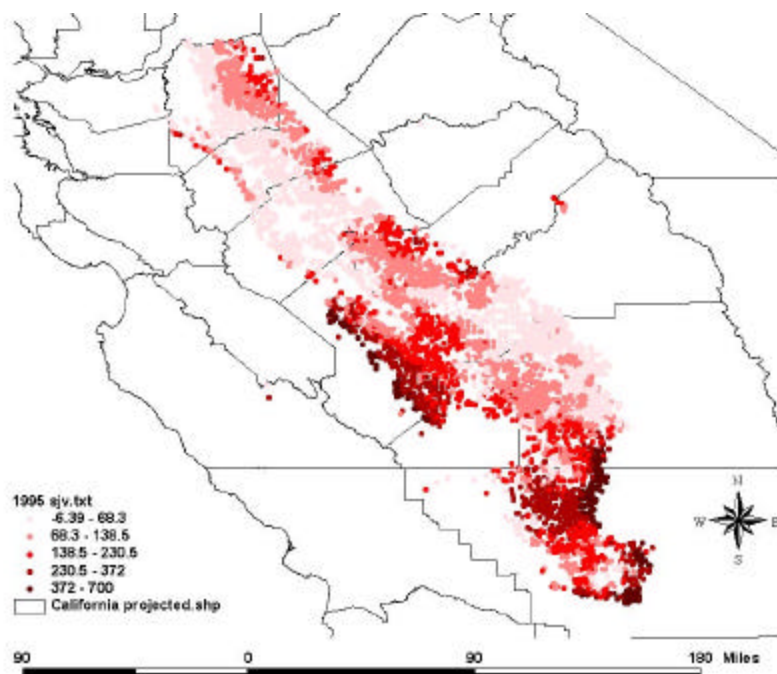 N
W E
S
1995 sjv.txt
-6.39 - 68.3
68.3 - 138.5
138.5 - 230.5
230.5 - 372
372 - 700
California projected.shp
90 0 90 180 Miles